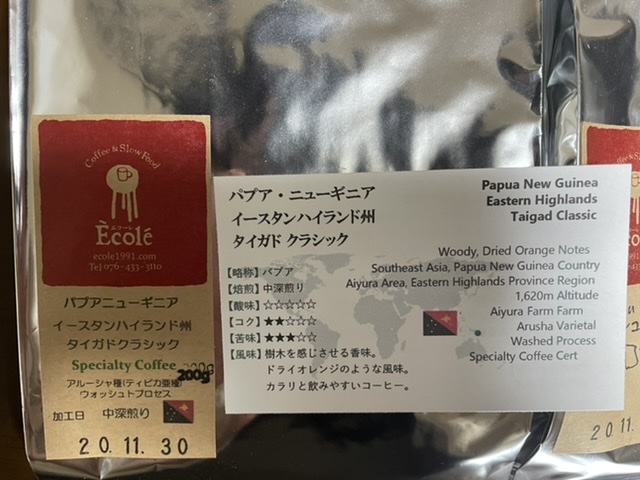 Coffee & Slow Food
エコーレ
Ècolé
ecole1991.com
Tel 076-433-3110
パプアニューギニア
イースタンハイランド州
タイガドクラシック
Specialty Coffee 200g
200g
アルーシャ種(ティピカ亜種)
ウォッシュトプロセス
加工日 中深煎り
20.11.30
パプア・ニューギニア
イースタンハイランド州
タイガド クラシック
【略称】パプア
【焙煎】中深煎り
【酸味】☆☆☆☆☆
【コク】★★☆☆☆
【苦味】★★★☆☆
【風味】樹木を感じさせる香味。
ドライオレンジのような風味。
カラリと飲みやすいコーヒー。
Papua New Guinea
Eastern Highlands
Taigad Classic
Woody, Dried Orange Notes
Southeast Asia, Papua New Guinea Country
Aiyura Area, Eastern Highlands Province Region
1,620m Altitude
Aiyura Farm Farm
Arusha Varietal
Washed Process
Specialty Coffee Cert
20 11.